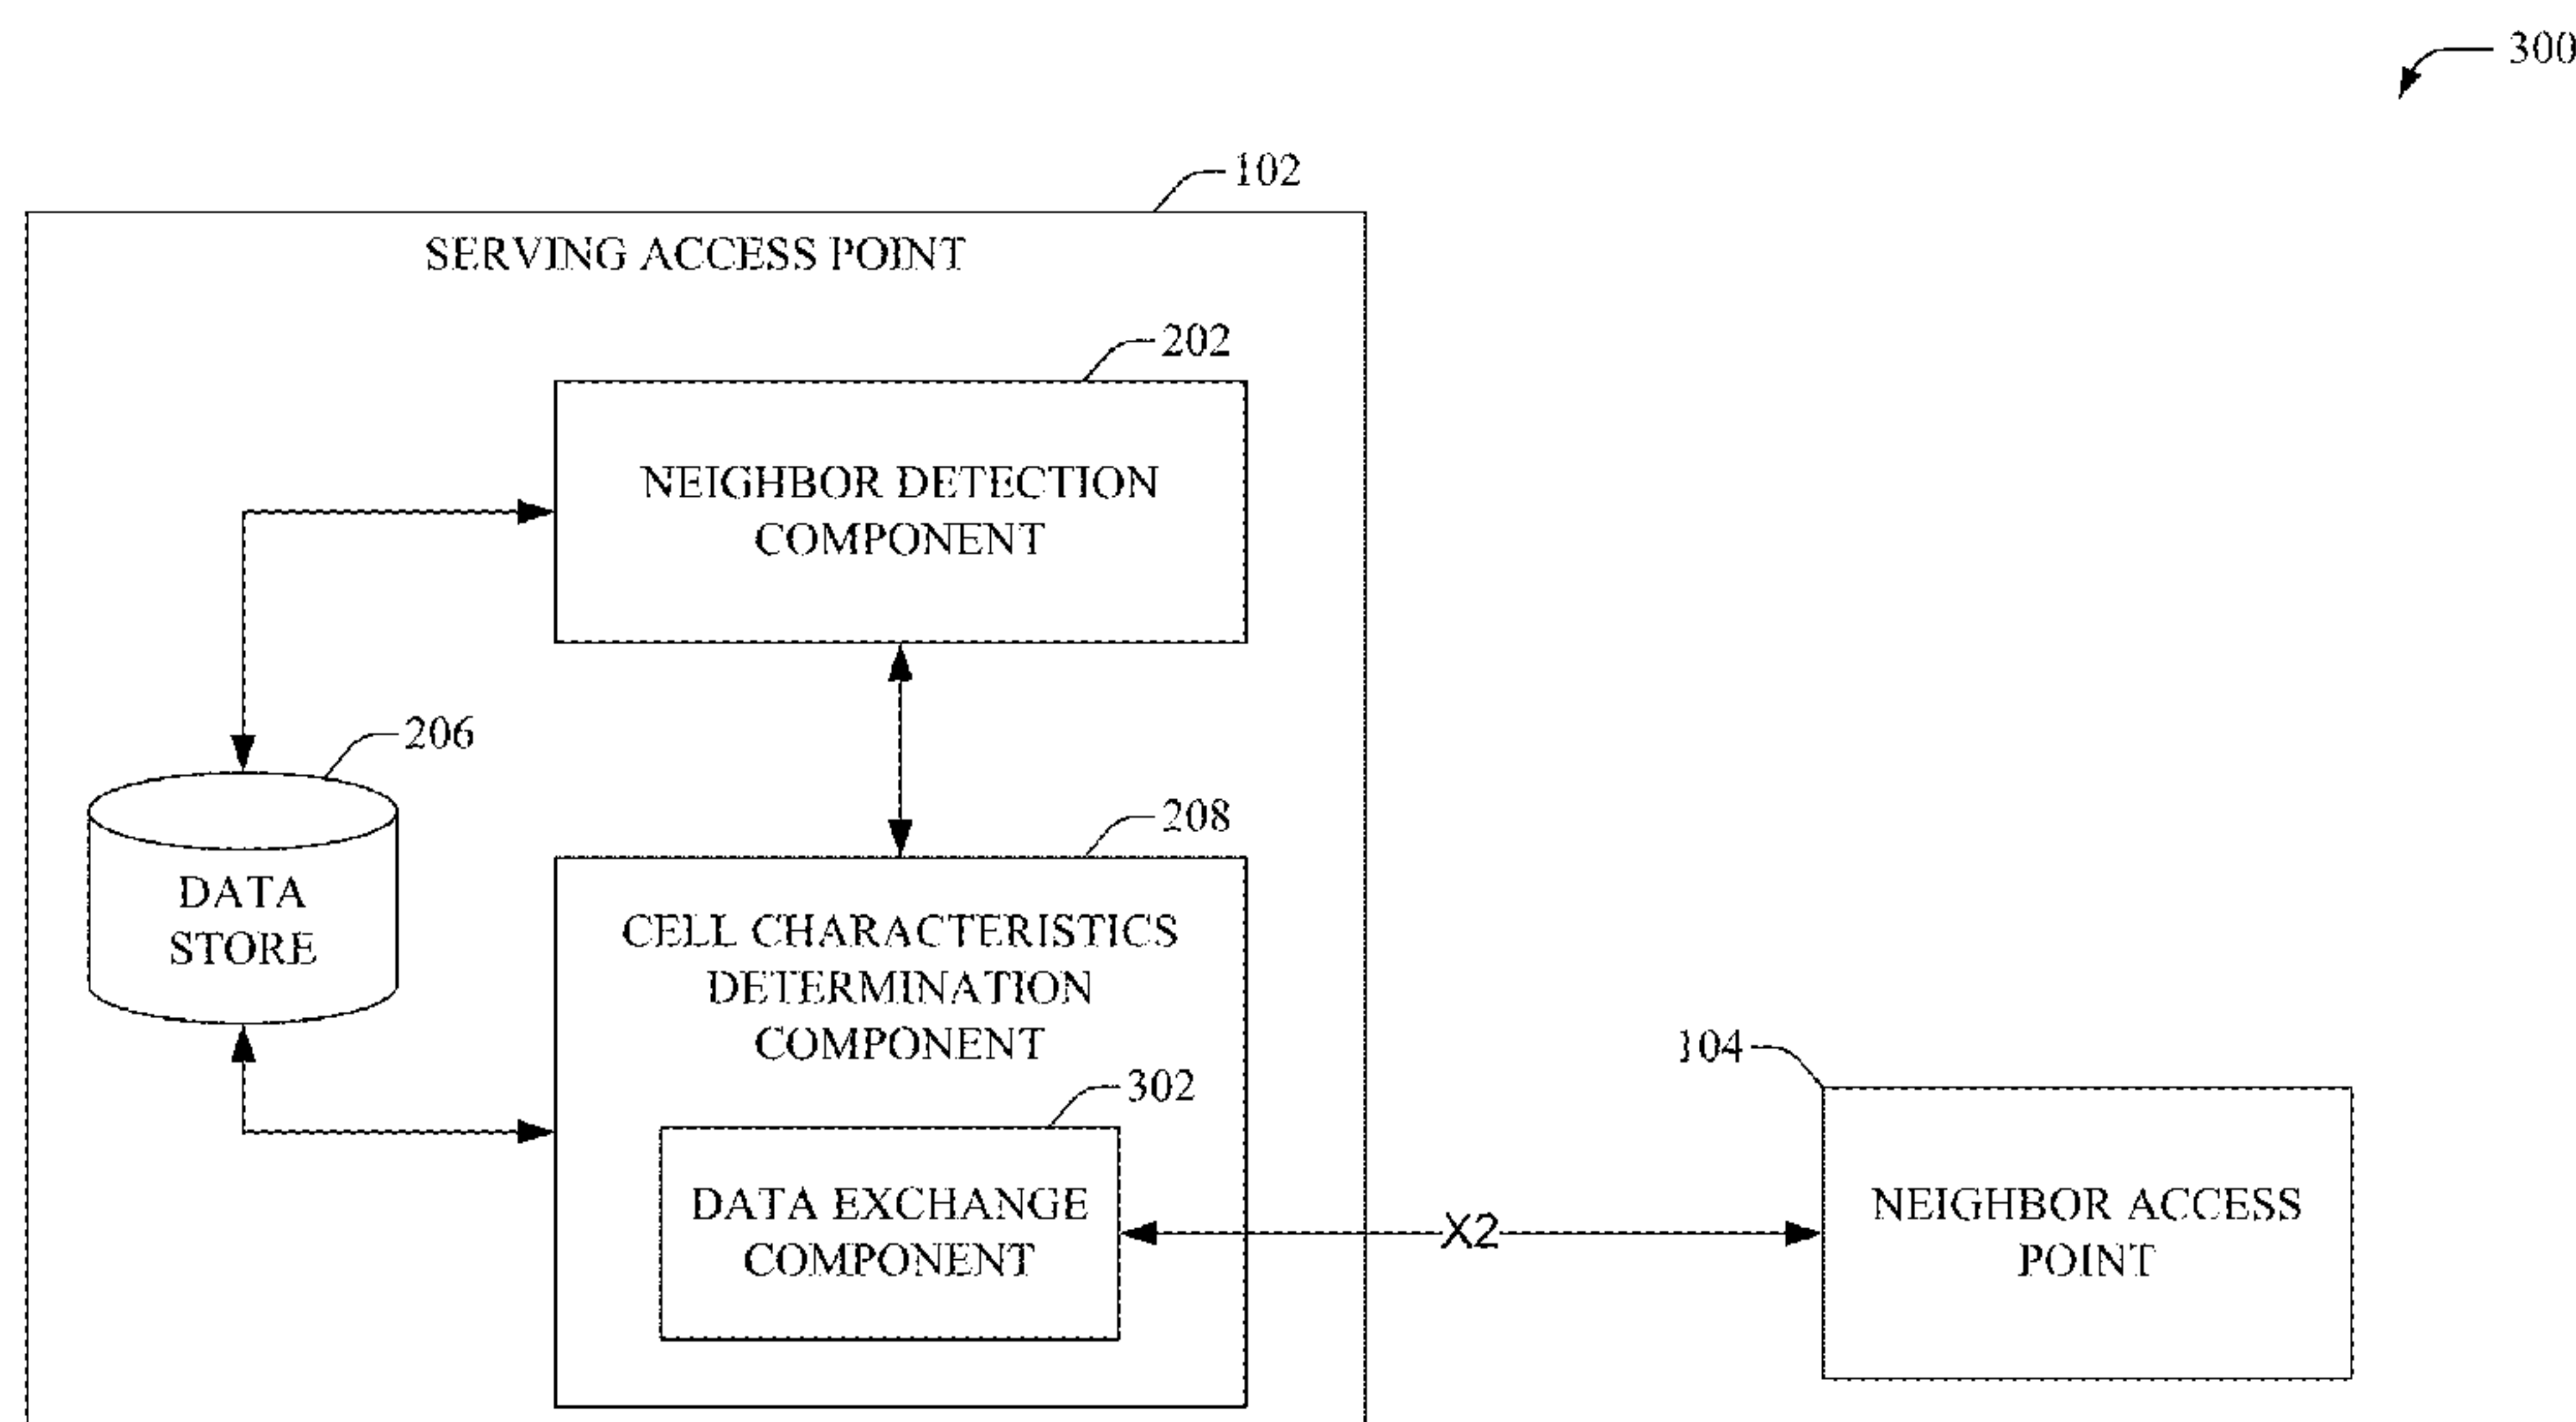 300
102
SERVING ACCESS POINT
202
NEIGHBOR DETECTION
COMPONENT
206
DATA
STORE
208
CELL CHARACTERISTICS
DETERMINATION
COMPONENT
302
DATA EXCHANGE
COMPONENT
X2
104
NEIGHBOR ACCESS
POINT